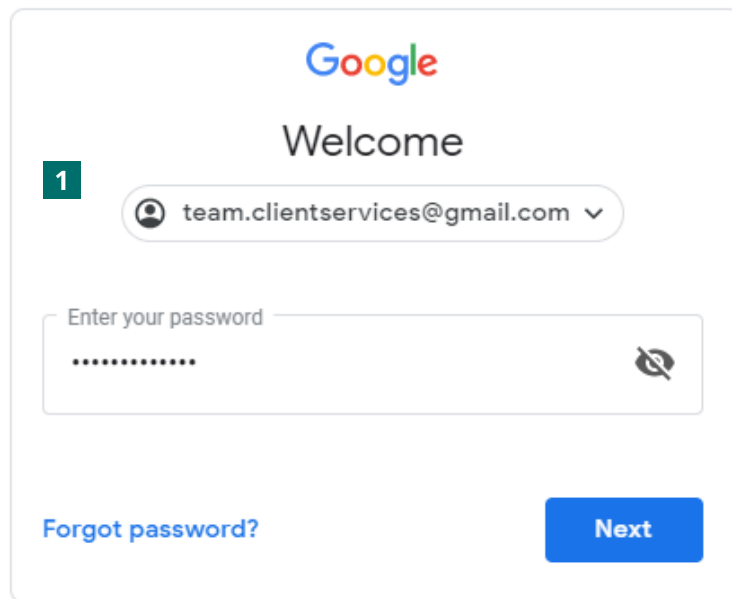 Google
Welcome
1
team.clientservices@gmail.com
Enter your password
•••••••••••••
Forgot password?
Next